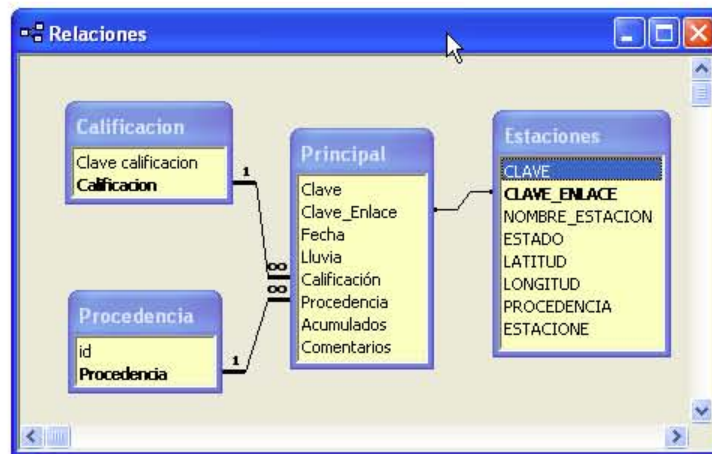 Relaciones
Calificacion
Clave calificacion
Calificacion
1
Procedencia
id
Procedencia
1
∞
∞
Principal
Clave
Clave_Enlace
Fecha
Lluvia
Calificación
Procedencia
Acumulados
Comentarios
Estaciones
CLAVE
CLAVE_ENLACE
NOMBRE_ESTACION
ESTADO
LATITUD
LONGITUD
PROCEDENCIA
ESTACIONE